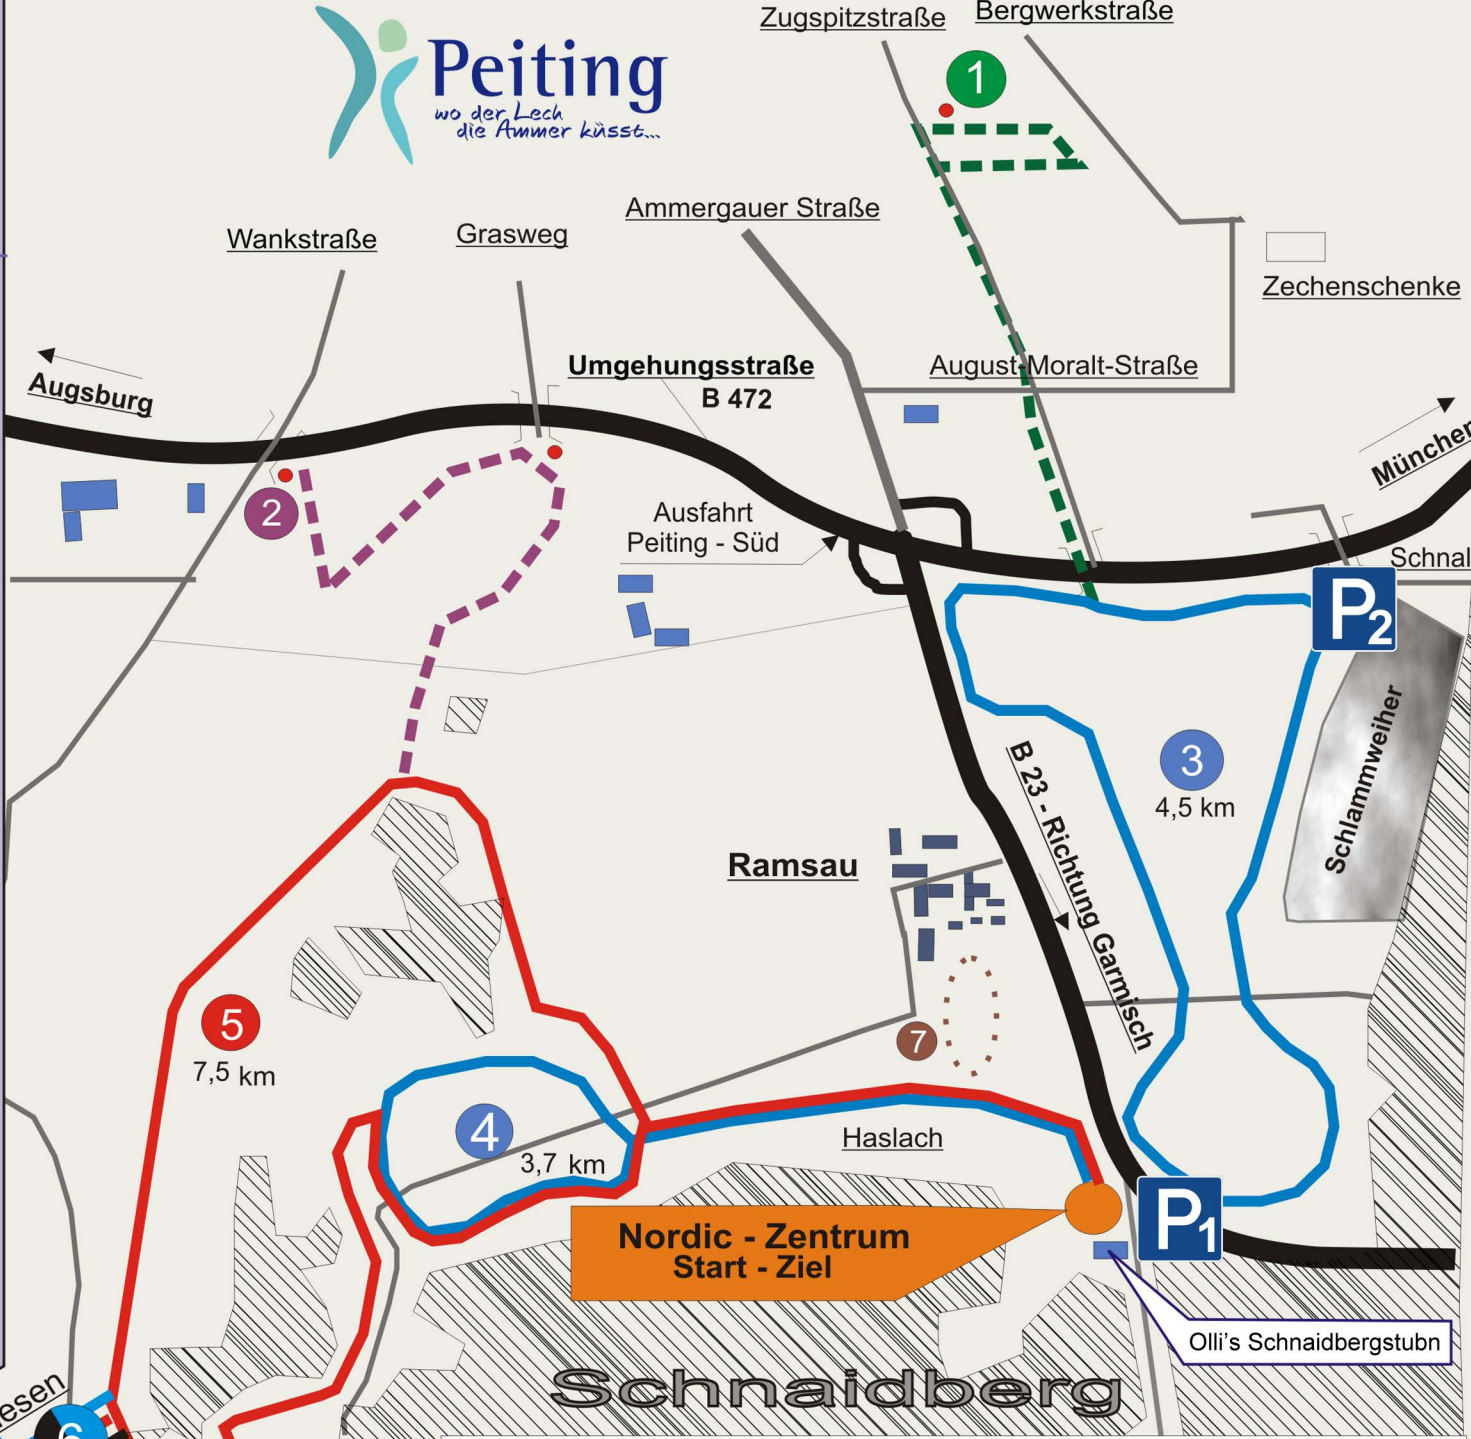 Zugspitzstraße
Bergwerkstraße
1
Peiting
wo der Lech
die Ammer küsst...
Ammergauer Straße
Wankstraße
Grasweg
Zechenschenke
Umgehungsstraße
B 472
August-Moralt-Straße
Augsburg
München
2
Ausfahrt
Peiting - Süd
Schnal
P2
3
4,5 km
Schlammweiher
B 23 - Richtung Garmisch
Ramsau
5
7,5 km
7
4
3,7 km
Haslach
P1
Nordic - Zentrum
Start - Ziel
Olli's Schnaidbergstubn
Schnaidberg
esen
6